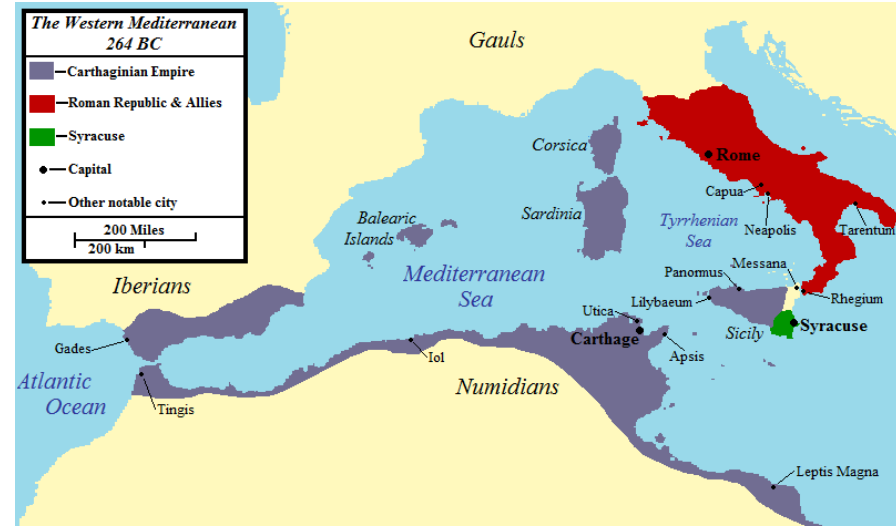 The Western Mediterranean
264 BC
Carthaginian Empire
Roman Republic & Allies
Syracuse
Capital
Other notable city
200 Miles
200 km
Gauls
Corsica
Rome
Capua
Sardinia
Balearic
Islands
Tyrrhenian
Sea
Neapolis
Tarentum
Messana
Mediterranean
Sea
Panormus
Iberians
Lilybaeum
Rhegium
Utica
Syracuse
Sicily
Carthage
Gades
Iol
Apsis
Atlantic
Ocean
Tingis
Numidians
Leptis Magna